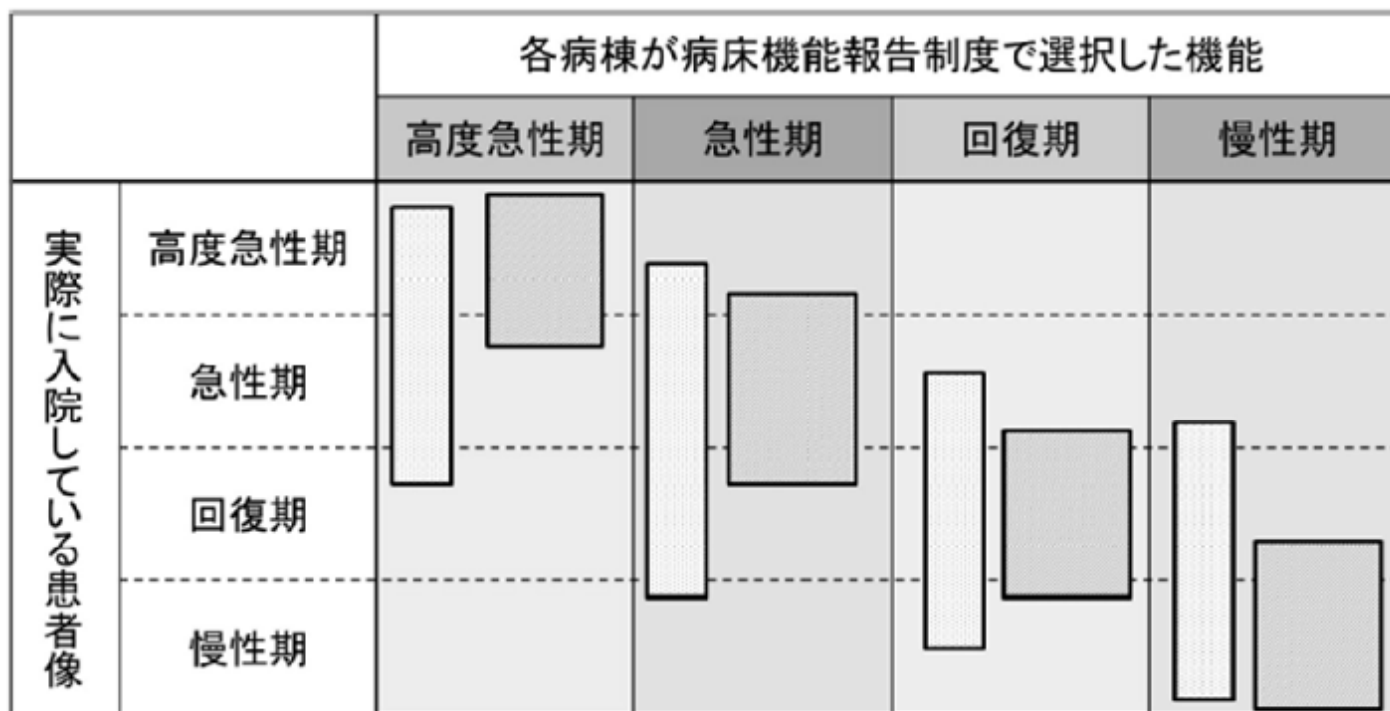 各病棟が病床機能報告制度で選択した機能
高度急性期 急性期 回復期 慢性期
実際に入院している患者像
高度急性期
急性期
回復期
慢性期